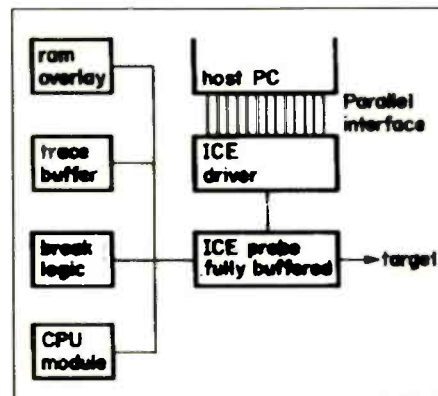 ram
overlay
host PC
Parallel
interface
trace
buffer
ICE
driver
break
logic
ICE probe
fully buffered
target
CPU
module